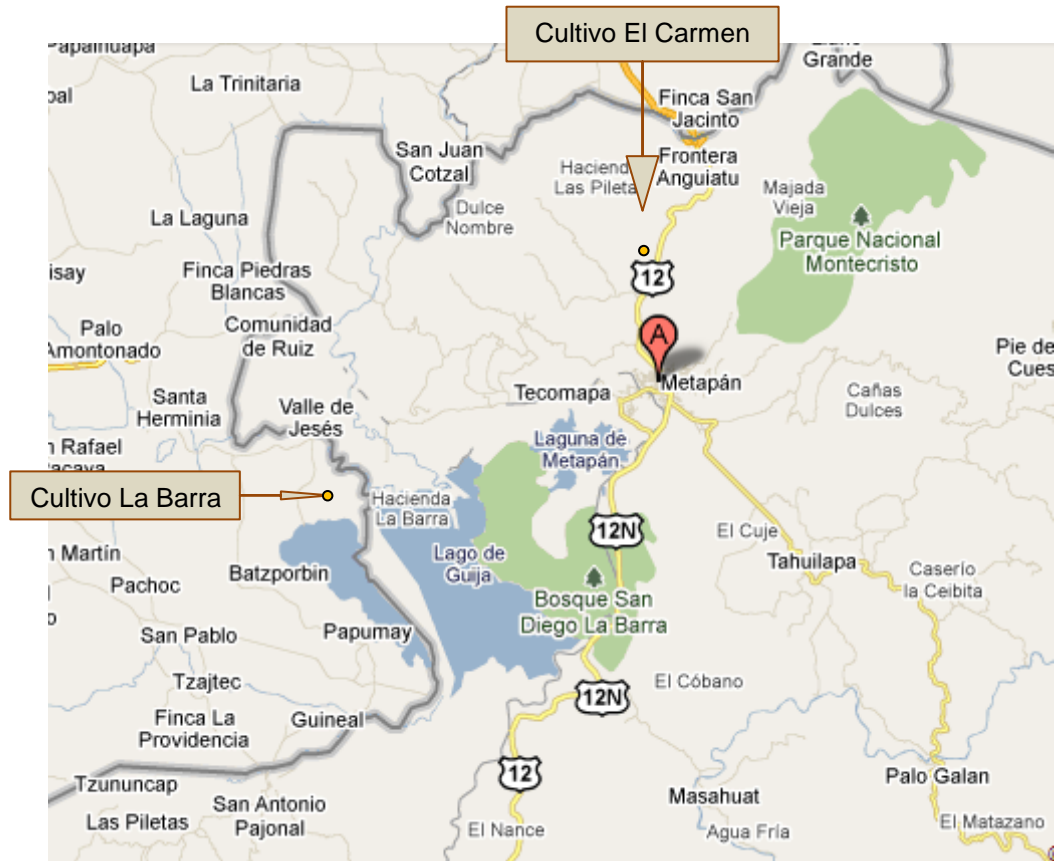 Cultivo El Carmen
Grande
La Trinitaria
Finca San
Jacinto
San Juan
Cotzal
Frontera
Anguiatu
Las Pileta
Majada
Vieja
Dulce
Nombre
La Laguna
Parque Nacional
Montecristo
isay
Finca Piedras
Blancas
12
Palo
Amontonado
Comunidad
de Ruiz
A
Pie de
Cues
Metapán
Tecomapa
Cañas
Dulces
Santa
Herminia
Valle de
Jesés
Laguna de
Metapán
n Rafael
Cultivo La Barra
Hacienda
La Barra
12N
El Cuje
n Martín
Pachoc
Batzporbin
Lago de
Guija
Tahuilapa
Caserío
la Ceibita
Bosque San
Diego La Barra
San Pablo
Papumay
Tzajtec
El Cóbano
12N
Finca La
Providencia
Guineal
12
Tzununcap
Palo Galan
San Antonio
Pajonal
Masahuat
Las Piletas
El Nance
Agua Fría
El Matazano